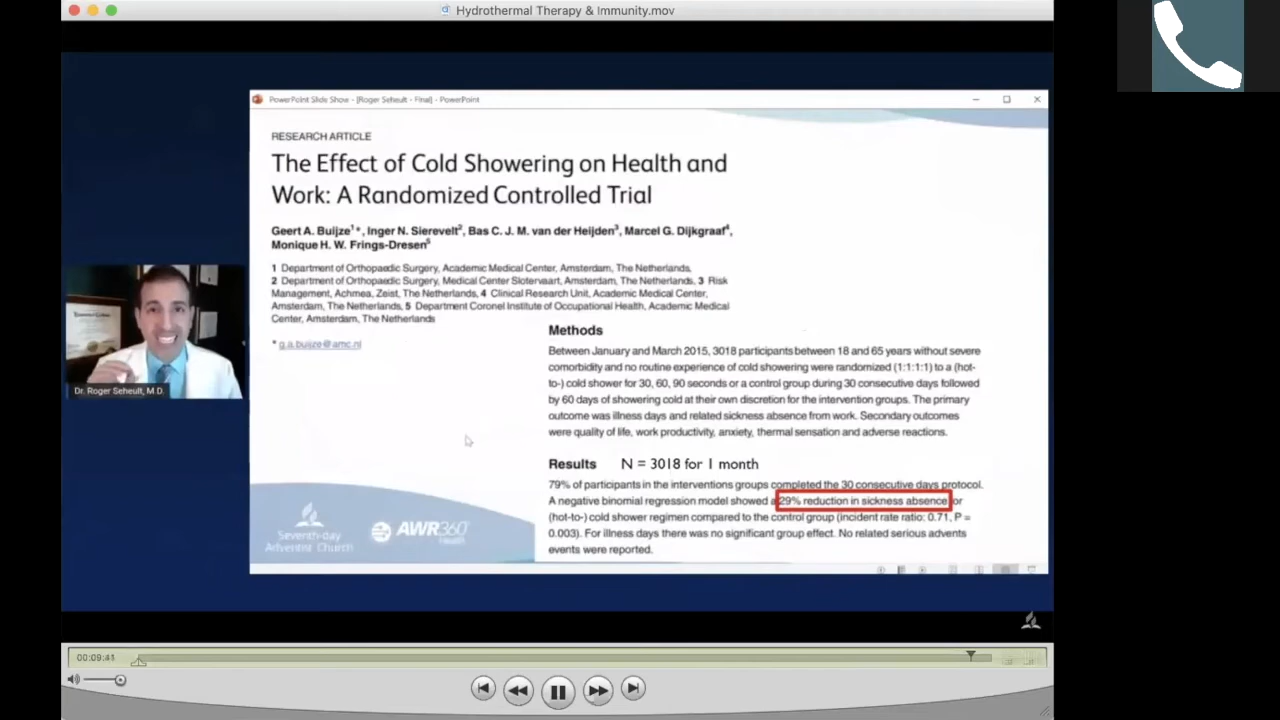 Hydrothermal Therapy & Immunity.mov
PowerPoint Slide Show - [Roger Seheult - Final] - PowerPoint
RESEARCH ARTICLE
The Effect of Cold Showering on Health and
Work: A Randomized Controlled Trial
Geert A. Buijze1*, Inger N. Sierevelt2, Bas C. J. M. van der Heijden3, Marcel G. Dijkgraaf4,
Monique H. W. Frings-Dresen5
1 Department of Orthopaedic Surgery, Academic Medical Center, Amsterdam, The Netherlands,
2 Department of Orthopaedic Surgery, Medical Center Slotervaart, Amsterdam, The Netherlands, 3 Risk
Management, Achmea, Zeist, The Netherlands, 4 Clinical Research Unit, Academic Medical Center,
Amsterdam, The Netherlands, 5 Department Coronel Institute of Occupational Health, Academic Medical
Center, Amsterdam, The Netherlands
* g.a.buijze@amc.nl
Methods
Between January and March 2015, 3018 participants between 18 and 65 years without severe
comorbidity and no routine experience of cold showering were randomized (1:1:1:1) to a (hot-
to-) cold shower for 30, 60, 90 seconds or a control group during 30 consecutive days followed
by 60 days of showering cold at their own discretion for the intervention groups. The primary
outcome was illness days and related sickness absence from work. Secondary outcomes
were quality of life, work productivity, anxiety, thermal sensation and adverse reactions.
Results N = 3018 for 1 month
79% of participants in the interventions groups completed the 30 consecutive days protocol.
A negative binomial regression model showed a 29% reduction in sickness absence for
(hot-to-) cold shower regimen compared to the control group (incident rate ratio: 0.71, P =
0.003). For illness days there was no significant group effect. No related serious advents
events were reported.
Dr. Roger Seheult, M.D.
Seventh-day
Adventist Church
AWR360°
Health
00:09:41